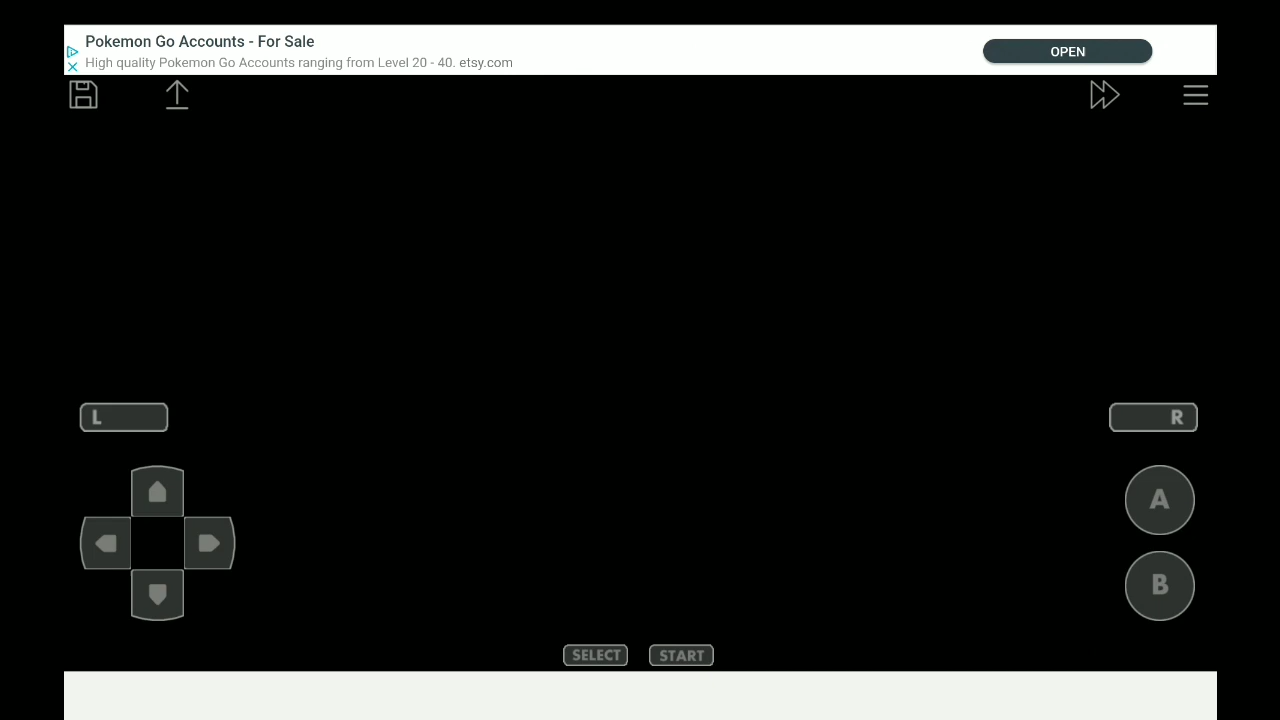 Pokemon Go Accounts - For Sale
High quality Pokemon Go Accounts ranging from Level 20 - 40. etsy.com
OPEN
L
R
A
B
SELECT
START